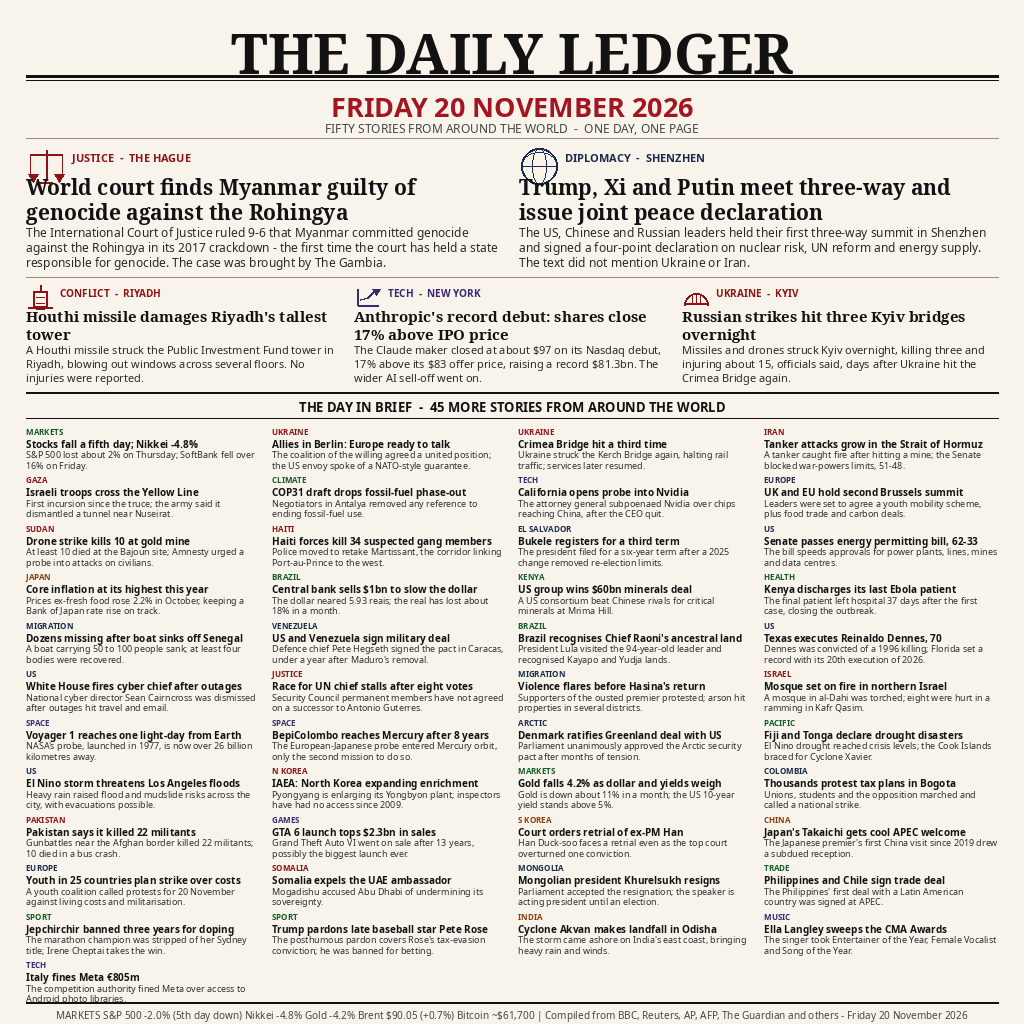 THE DAILY LEDGER
FRIDAY 20 NOVEMBER 2026
FIFTY STORIES FROM AROUND THE WORLD - ONE DAY, ONE PAGE
JUSTICE - THE HAGUE
World court finds Myanmar guilty of
genocide against the Rohingya
The International Court of Justice ruled 9-6 that Myanmar committed genocide
against the Rohingya in its 2017 crackdown - the first time the court has held a state
responsible for genocide. The case was brought by The Gambia.
DIPLOMACY - SHENZHEN
Trump, Xi and Putin meet three-way and
issue joint peace declaration
The US, Chinese and Russian leaders held their first three-way summit in Shenzhen
and signed a four-point declaration on nuclear risk, UN reform and energy supply.
The text did not mention Ukraine or Iran.
CONFLICT - RIYADH
Houthi missile damages Riyadh's tallest
tower
A Houthi missile struck the Public Investment Fund tower in
Riyadh, blowing out windows across several floors. No
injuries were reported.
TECH - NEW YORK
Anthropic's record debut: shares close
17% above IPO price
The Claude maker closed at about $97 on its Nasdaq debut,
17% above its $83 offer price, raising a record $81.3bn. The
wider AI sell-off went on.
UKRAINE - KYIV
Russian strikes hit three Kyiv bridges
overnight
Missiles and drones struck Kyiv overnight, killing three and
injuring about 15, officials said, days after Ukraine hit the
Crimea Bridge again.
THE DAY IN BRIEF - 45 MORE STORIES FROM AROUND THE WORLD
MARKETS
Stocks fall a fifth day; Nikkei -4.8%
S&P 500 lost about 2% on Thursday; SoftBank fell over
16% on Friday.
GAZA
Israeli troops cross the Yellow Line
First incursion since the truce; the army said it
dismantled a tunnel near Nuseirat.
SUDAN
Drone strike kills 10 at gold mine
At least 10 died at the Bajoun site; Amnesty urged a
probe into attacks on civilians.
JAPAN
Core inflation at its highest this year
Prices ex-fresh food rose 2.2% in October, keeping a
Bank of Japan rate rise on track.
MIGRATION
Dozens missing after boat sinks off Senegal
A boat carrying 50 to 100 people sank; at least four
bodies were recovered.
US
White House fires cyber chief after outages
National cyber director Sean Cairncross was dismissed
after outages hit travel and email.
SPACE
Voyager 1 reaches one light-day from Earth
NASA's probe, launched in 1977, is now over 26 billion
kilometres away.
US
El Nino storm threatens Los Angeles floods
Heavy rain raised flood and mudslide risks across the
city, with evacuations possible.
PAKISTAN
Pakistan says it killed 22 militants
Gunbattles near the Afghan border killed 22 militants;
10 died in a bus crash.
EUROPE
Youth in 25 countries plan strike over costs
A youth coalition called protests for 20 November
against living costs and militarisation.
SPORT
Jepchirchir banned three years for doping
The marathon champion was stripped of her Sydney
title; Irene Cheptai takes the win.
TECH
Italy fines Meta €805m
The competition authority fined Meta over access to
Android photo libraries.
UKRAINE
Allies in Berlin: Europe ready to talk
The coalition of the willing agreed a united position;
the US envoy spoke of a NATO-style guarantee.
CLIMATE
COP31 draft drops fossil-fuel phase-out
Negotiators in Antalya removed any reference to
ending fossil-fuel use.
HAITI
Haiti forces kill 34 suspected gang members
Police moved to retake Martissant, the corridor linking
Port-au-Prince to the west.
BRAZIL
Central bank sells $1bn to slow the dollar
The dollar neared 5.93 reais; the real has lost about
18% in a month.
VENEZUELA
US and Venezuela sign military deal
Defence chief Pete Hegseth signed the pact in Caracas,
under a year after Maduro's removal.
JUSTICE
Race for UN chief stalls after eight votes
Security Council permanent members have not agreed
on a successor to Antonio Guterres.
SPACE
BepiColombo reaches Mercury after 8 years
The European-Japanese probe entered Mercury orbit,
only the second mission to do so.
N KOREA
IAEA: North Korea expanding enrichment
Pyongyang is enlarging its Yongbyon plant; inspectors
have had no access since 2009.
GAMES
GTA 6 launch tops $2.3bn in sales
Grand Theft Auto VI went on sale after 13 years,
possibly the biggest launch ever.
SOMALIA
Somalia expels the UAE ambassador
Mogadishu accused Abu Dhabi of undermining its
sovereignty.
SPORT
Trump pardons late baseball star Pete Rose
The posthumous pardon covers Rose's tax-evasion
conviction; he was banned for betting.
UKRAINE
Crimea Bridge hit a third time
Ukraine struck the Kerch Bridge again, halting rail
traffic; services later resumed.
TECH
California opens probe into Nvidia
The attorney general subpoenaed Nvidia over chips
reaching China, after the CEO quit.
EL SALVADOR
Bukele registers for a third term
The president filed for a six-year term after a 2025
change removed re-election limits.
KENYA
US group wins $60bn minerals deal
A US consortium beat Chinese rivals for critical
minerals at Mrima Hill.
BRAZIL
Brazil recognises Chief Raoni's ancestral land
President Lula visited the 94-year-old leader and
recognised Kayapo and Yudja lands.
MIGRATION
Violence flares before Hasina's return
Supporters of the ousted premier protested; arson hit
properties in several districts.
ARCTIC
Denmark ratifies Greenland deal with US
Parliament unanimously approved the Arctic security
pact after months of tension.
MARKETS
Gold falls 4.2% as dollar and yields weigh
Gold is down about 11% in a month; the US 10-year
yield stands above 5%.
S KOREA
Court orders retrial of ex-PM Han
Han Duck-soo faces a retrial even as the top court
overturned one conviction.
MONGOLIA
Mongolian president Khurelsukh resigns
Parliament accepted the resignation; the speaker is
acting president until an election.
INDIA
Cyclone Akvan makes landfall in Odisha
The storm came ashore on India's east coast, bringing
heavy rain and winds.
IRAN
Tanker attacks grow in the Strait of Hormuz
A tanker caught fire after hitting a mine; the Senate
blocked war-powers limits, 51-48.
EUROPE
UK and EU hold second Brussels summit
Leaders were set to agree a youth mobility scheme,
plus food trade and carbon deals.
US
Senate passes energy permitting bill, 62-33
The bill speeds approvals for power plants, lines, mines
and data centres.
HEALTH
Kenya discharges its last Ebola patient
The final patient left hospital 37 days after the first
case, closing the outbreak.
US
Texas executes Reinaldo Dennes, 70
Dennes was convicted of a 1996 killing; Florida set a
record with its 20th execution of 2026.
ISRAEL
Mosque set on fire in northern Israel
A mosque in al-Dahi was torched; eight were hurt in a
ramming in Kafr Qasim.
PACIFIC
Fiji and Tonga declare drought disasters
El Nino drought reached crisis levels; the Cook Islands
braced for Cyclone Xavier.
COLOMBIA
Thousands protest tax plans in Bogota
Unions, students and the opposition marched and
called a national strike.
CHINA
Japan's Takaichi gets cool APEC welcome
The Japanese premier's first China visit since 2019 drew
a subdued reception.
TRADE
Philippines and Chile sign trade deal
The Philippines' first deal with a Latin American
country was signed at APEC.
MUSIC
Ella Langley sweeps the CMA Awards
The singer took Entertainer of the Year, Female Vocalist
and Song of the Year.
MARKETS S&P 500 -2.0% (5th day down) Nikkei -4.8% Gold -4.2% Brent $90.05 (+0.7%) Bitcoin ~$61,700 | Compiled from BBC, Reuters, AP, AFP, The Guardian and others - Friday 20 November 2026